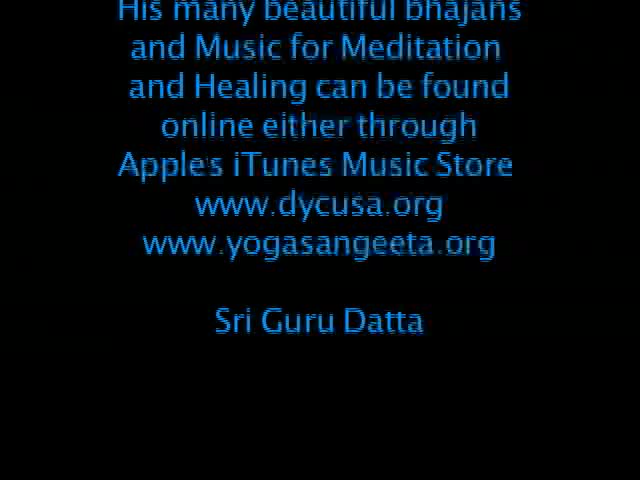 His many beautiful bhajans
and Music for Meditation
and Healing can be found
online either through
Apple's iTunes Music Store
www.dycusa.org
www.yogasangeeta.org
Sri Guru Datta